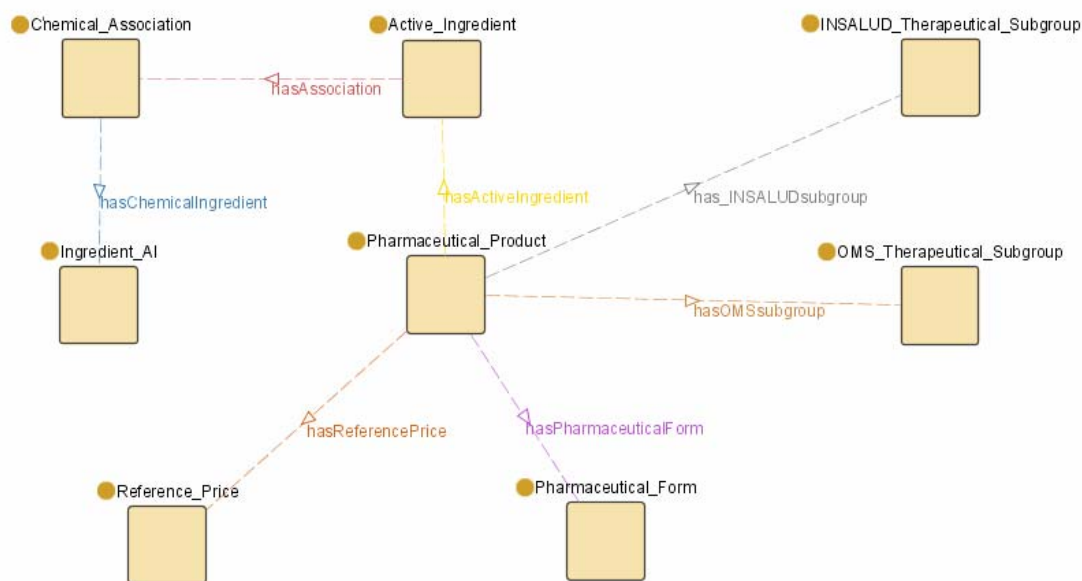 Chemical_Association
Active_Ingredient
INSALUD_Therapeutical_Subgroup
hasAssociation
hasChemicalIngredient
hasActiveIngredient
has_INSALUDsubgroup
Ingredient_AI
Pharmaceutical_Product
OMS_Therapeutical_Subgroup
hasOMSsubgroup
hasReferencePrice
hasPharmaceuticalForm
Reference_Price
Pharmaceutical_Form